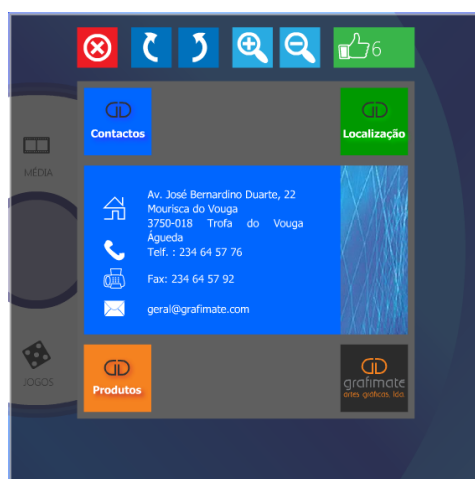 6
Contactos
Localização
MÉDIA
Av. José Bernardino Duarte, 22
Mourisca do Vouga
3750-018 Trofa do Vouga
Águeda
Telf. : 234 64 57 76
Fax: 234 64 57 92
geral@grafimate.com
JOGOS
Produtos
grafimate
artes gráficas, lda.